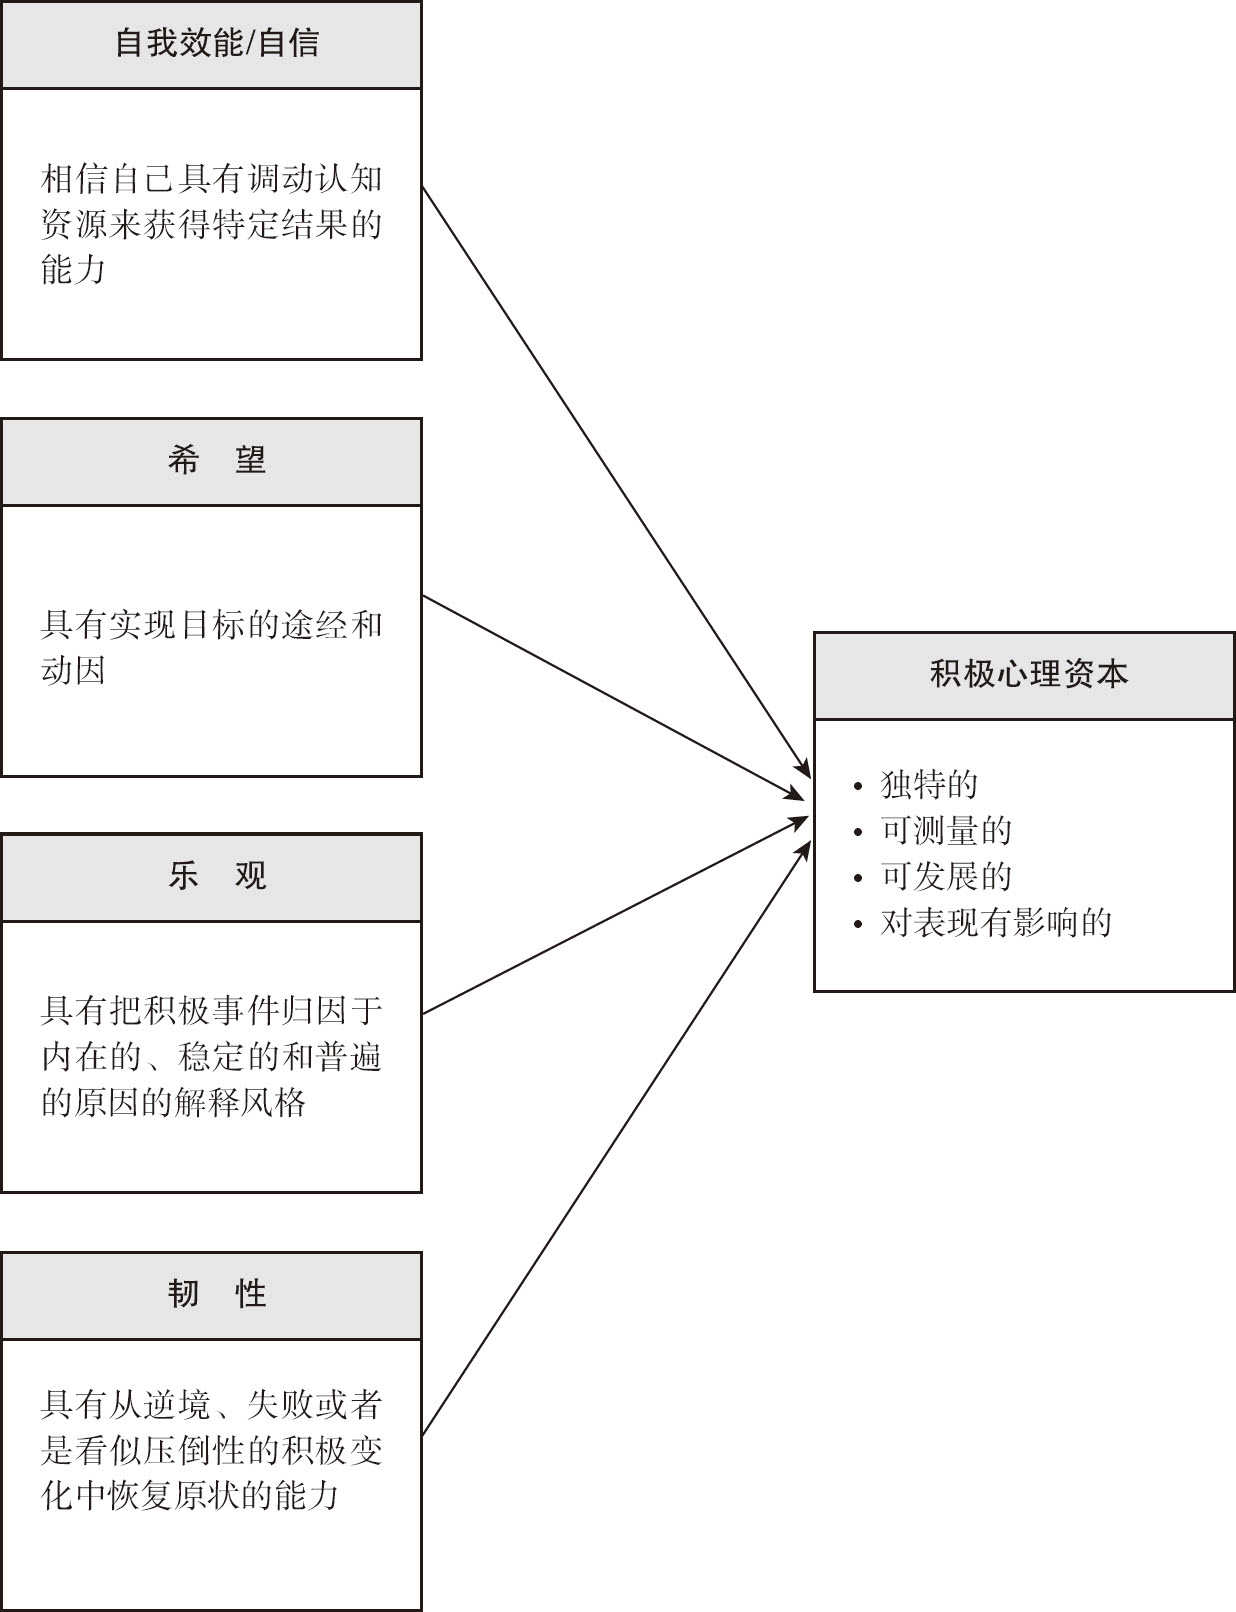 自我效能/自信
相信自己具有调动认知
资源来获得特定结果的
能力
希 望
具有实现目标的途经和
动因
乐 观
具有把积极事件归因于
内在的、稳定的和普遍
的原因的解释风格
韧 性
具有从逆境、失败或者
是看似压倒性的积极变
化中恢复原状的能力
积极心理资本
• 独特的
• 可测量的
• 可发展的
• 对表现有影响的